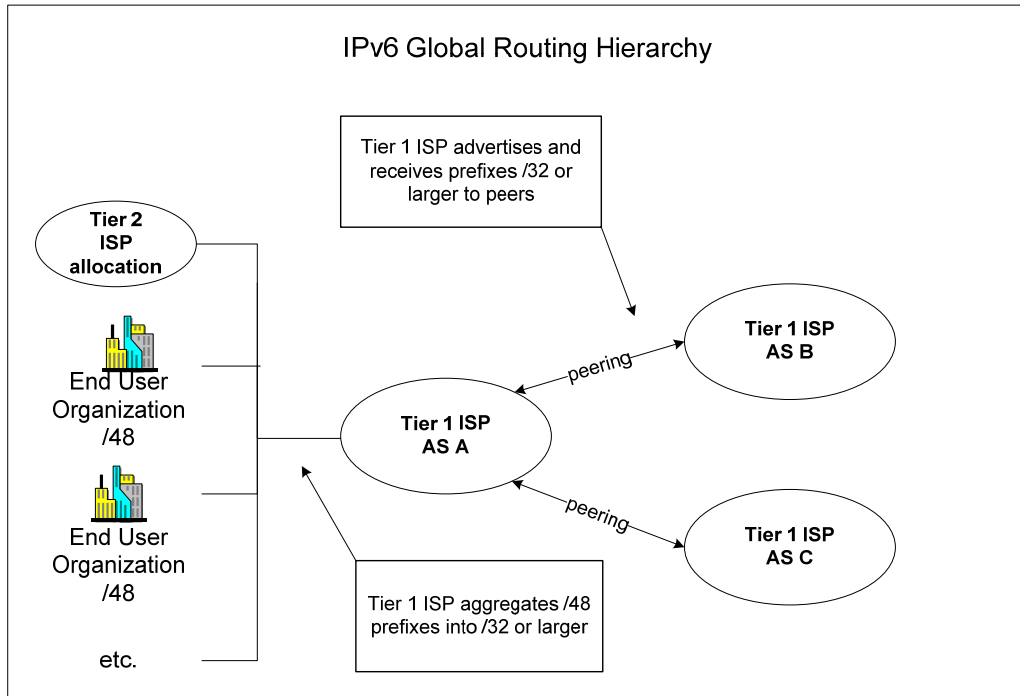 IPv6 Global Routing Hierarchy
Tier 1 ISP advertises and
receives prefixes /32 or
larger to peers
Tier 2
ISP
allocation
End User
Organization
/48
End User
Organization
/48
etc.
Tier 1 ISP
AS A
peering
Tier 1 ISP
AS B
peering
Tier 1 ISP
AS C
Tier 1 ISP aggregates /48
prefixes into /32 or larger